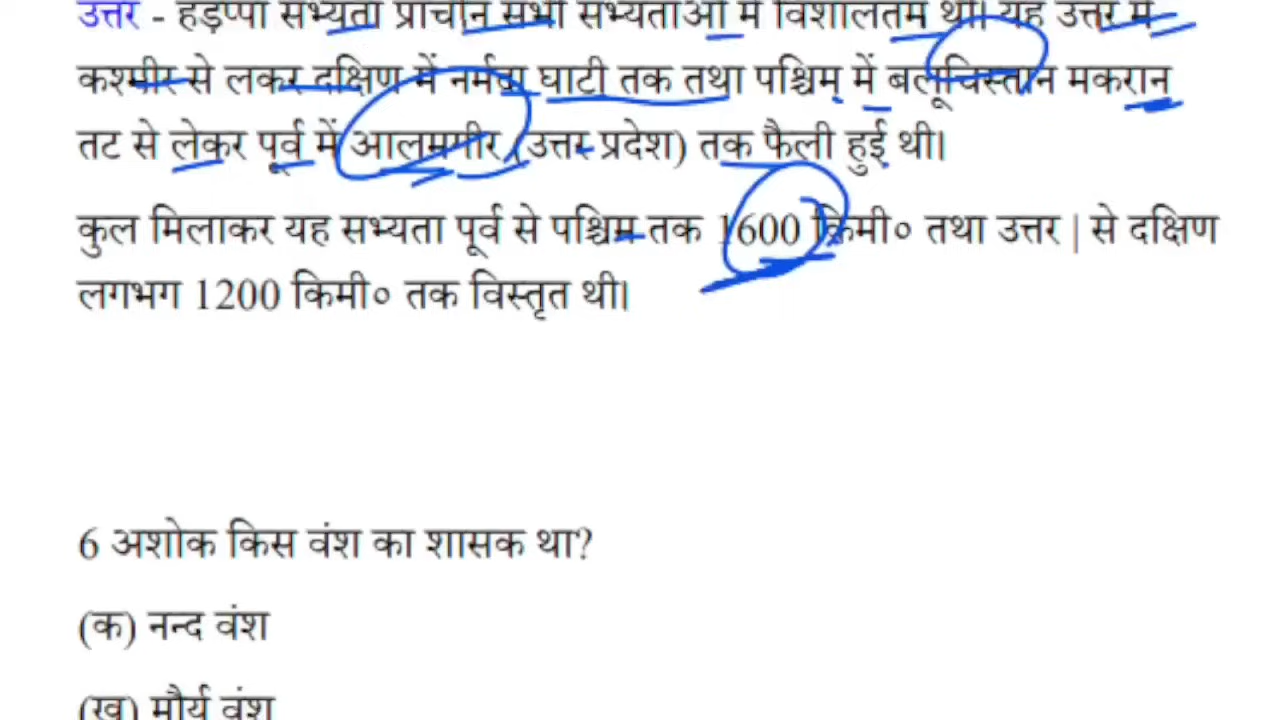 उत्तर - हड़प्पा सभ्यता प्राचीन सभी सभ्यताओं में विशालतम थी। यह उत्तर में
कश्मीर से लेकर दक्षिण में नर्मदा घाटी तक तथा पश्चिम् में बलूचिस्तान मकरान
तट से लेकर पूर्व में आलमगीर (उत्तर प्रदेश) तक फैली हुई थी।
कुल मिलाकर यह सभ्यता पूर्व से पश्चिम तक 1600 किमी० तथा उत्तर | से दक्षिण
लगभग 1200 किमी० तक विस्तृत थी।
6 अशोक किस वंश का शासक था?
(क) नन्द वंश
(ख) मौर्य वंश